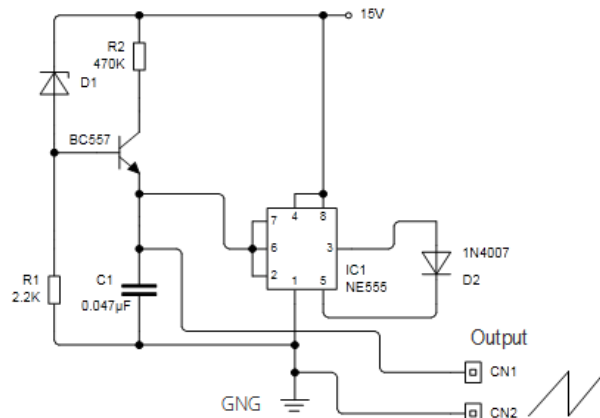 15V
R2
470K
D1
BC557
7
4
8
6
3
2
1
5
IC1
NE555
1N4007
D2
R1
2.2K
C1
0.047µF
Output
CN1
GNG
CN2